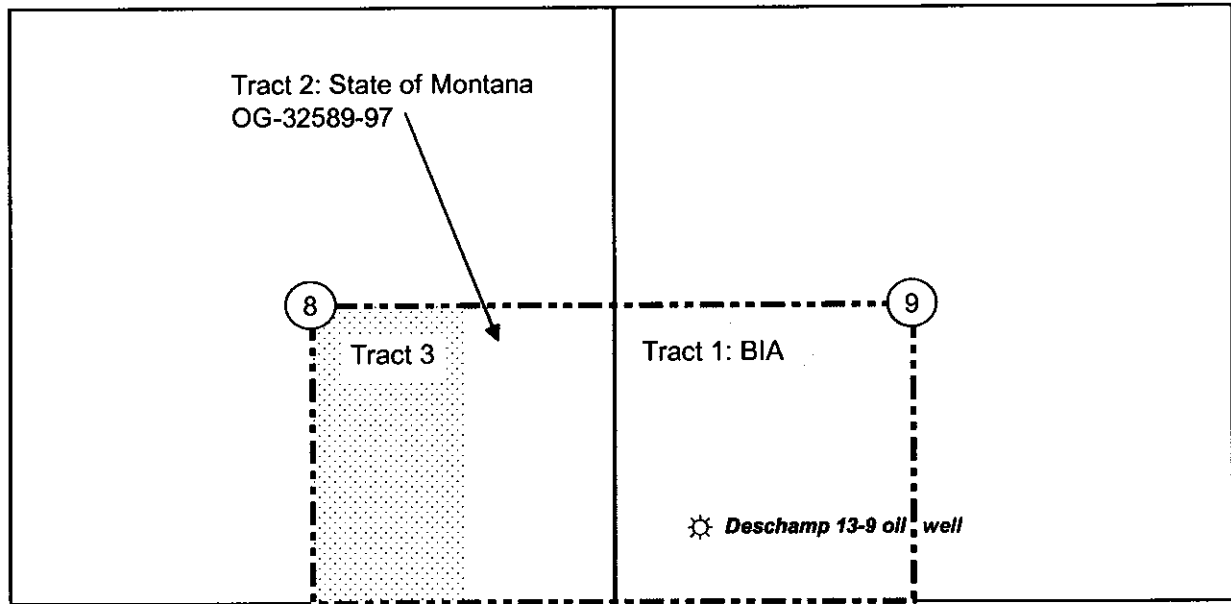 Tract 2: State of Montana
OG-32589-97
8
9
Tract 3
Tract 1: BIA
Deschamp 13-9 oil well